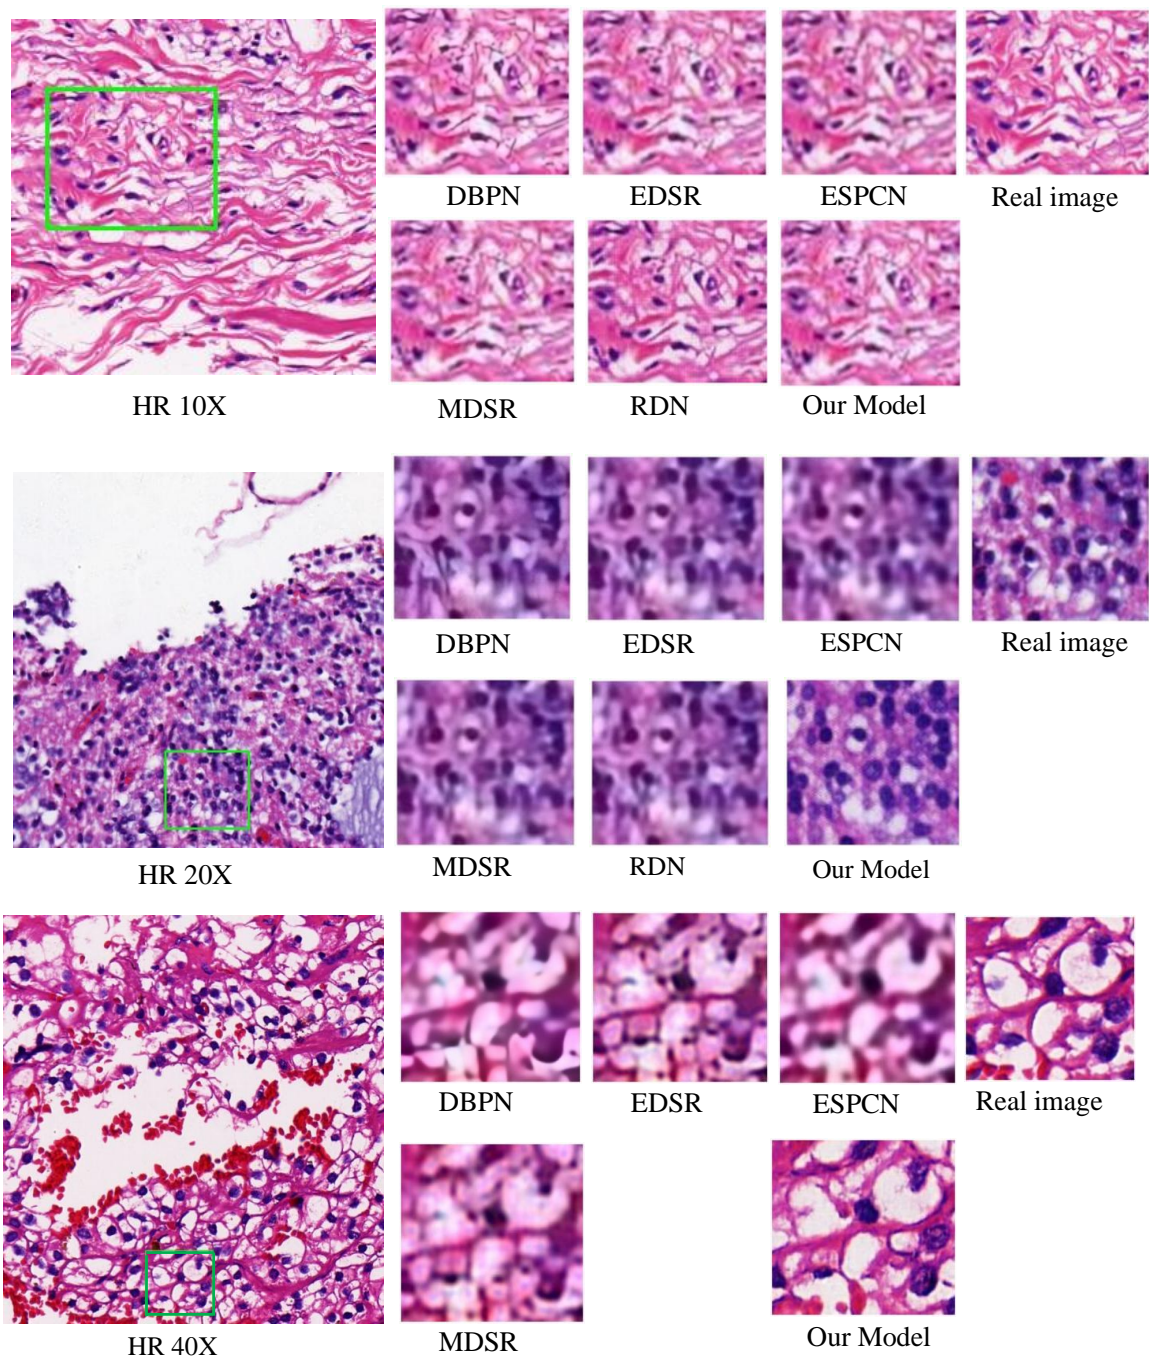 DBPN EDSR ESPCN Real image
HR 10X MDSR RDN Our Model
DBPN EDSR ESPCN Real image
MDSR RDN Our Model
HR 20X
DBPN EDSR ESPCN Real image
MDSR Our Model
HR 40X